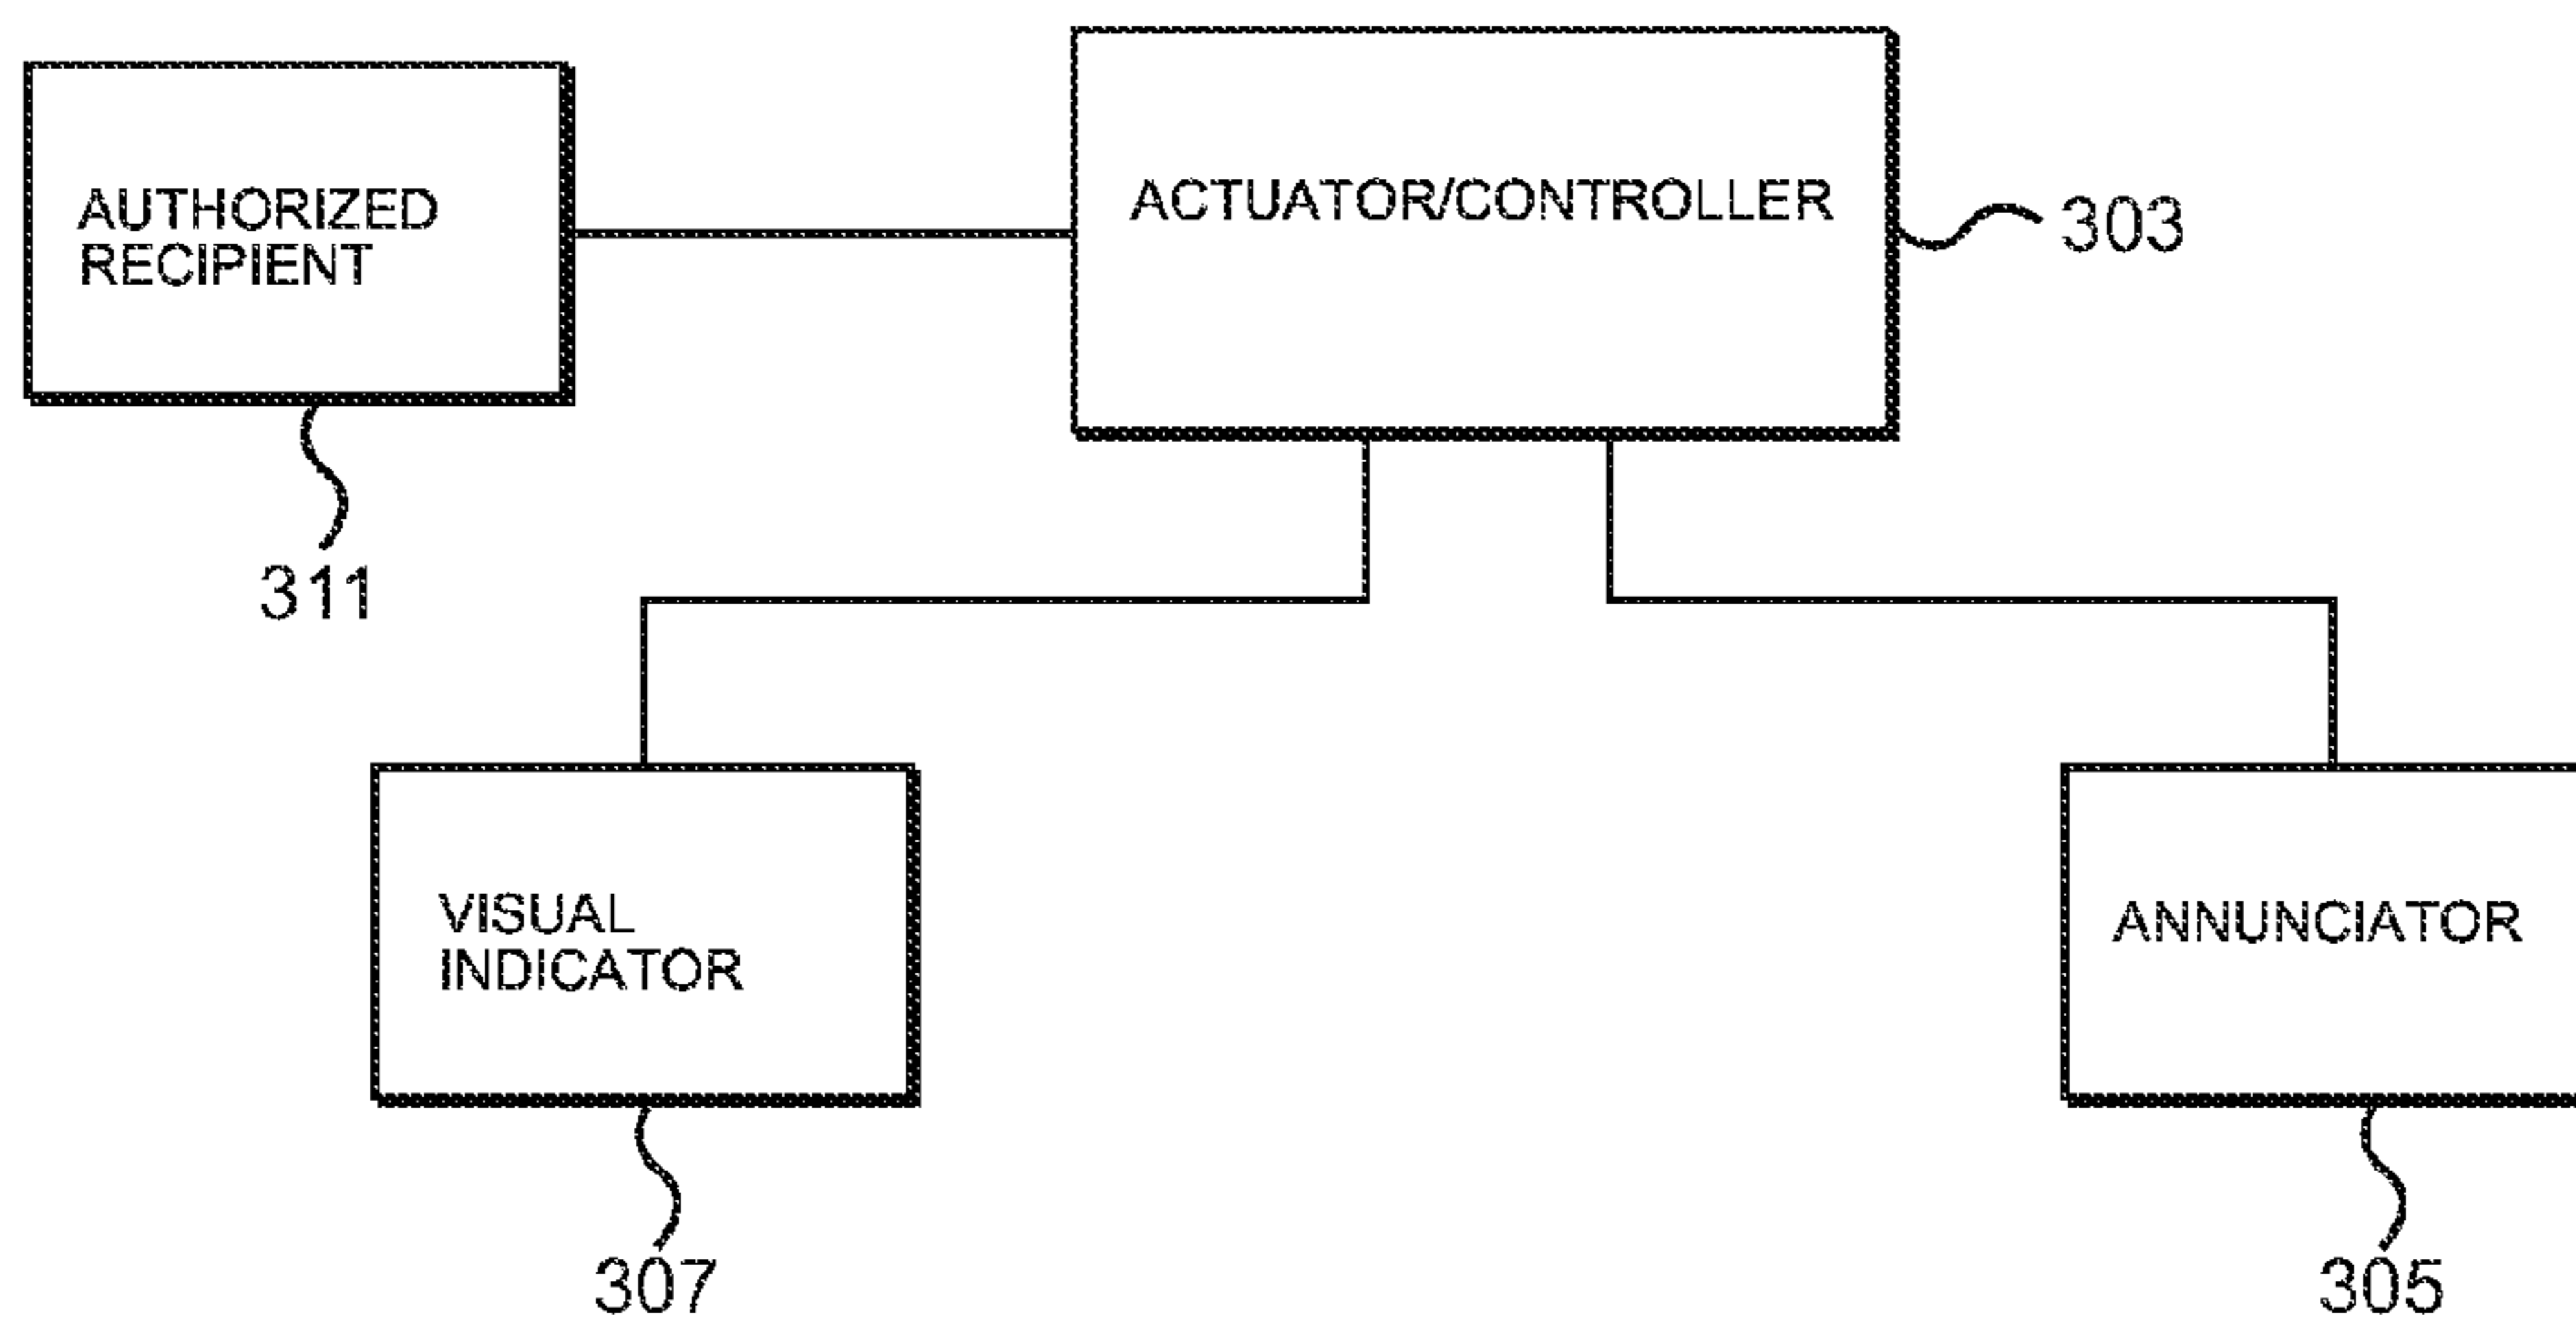 AUTHORIZED
RECIPIENT
ACTUATOR/CONTROLLER
303
311
VISUAL
INDICATOR
ANNUNCIATOR
307
305